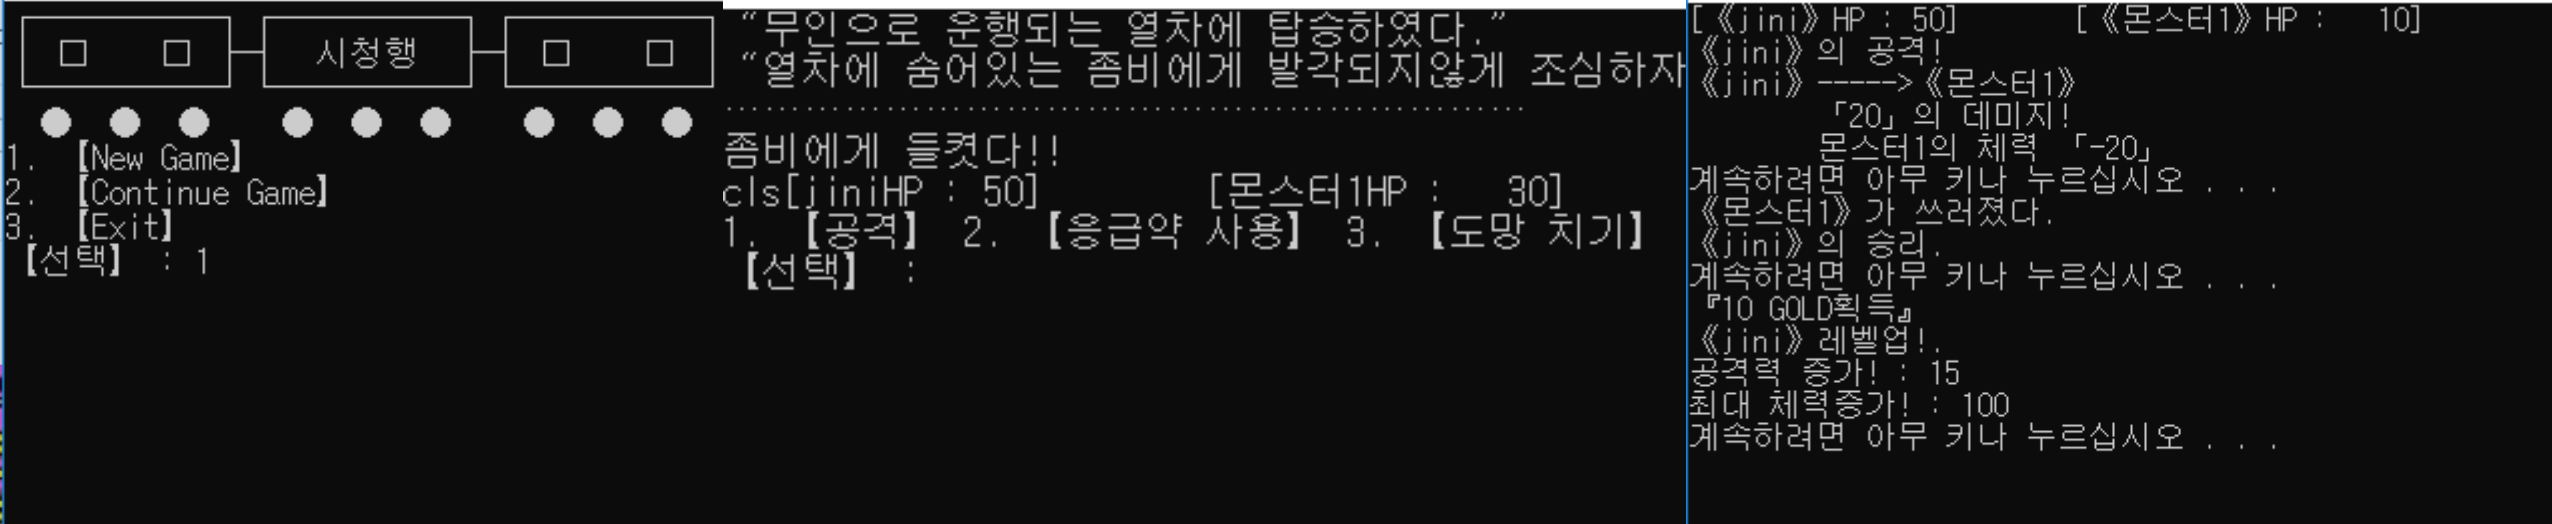 시청행
1. 【New Game】
2. 【Continue Game】
3. 【Exit】
【선택】 : 1
“무인으로 운행되는 열차에 탑승하였다.”
“열차에 숨어있는 좀비에게 발각되지않게 조심하자
좀비에게 들켯다!!
cls[jiniHP : 50] [몬스터1HP : 30]
1. 【공격】 2. 【응급약 사용】 3. 【도망 치기】
【선택】 :
[《jini》HP : 50] [《몬스터1》HP : 10]
《jini》의 공격!
《jini》----->《몬스터1》
「20」의 데미지!
몬스터1의 체력 「-20」
계속하려면 아무 키나 누르십시오 . . .
《몬스터1》가 쓰러졌다.
《jini》의 승리.
계속하려면 아무 키나 누르십시오 . . .
『10 GOLD획득』
《jini》레벨업!.
공격력 증가! : 15
최대 체력증가! : 100
계속하려면 아무 키나 누르십시오 . . .